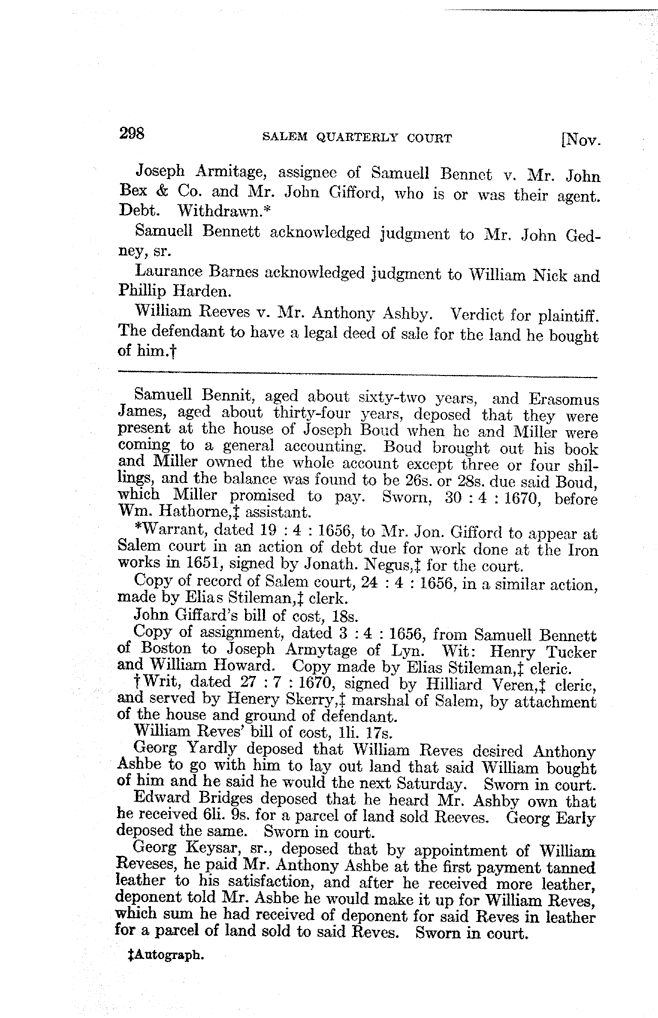 298 SALEM QUARTERLY COURT [Nov.
Joseph Armitage, assignee of Samuell Bennet v. Mr. John
Bex & Co. and Mr. John Gifford, who is or was their agent.
Debt. Withdrawn.*
Samuell Bennett acknowledged judgment to Mr. John Ged-
ney, sr.
Laurance Barnes acknowledged judgment to William Nick and
Phillip Harden.
William Reeves v. Mr. Anthony Ashby. Verdict for plaintiff.
The defendant to have a legal deed of sale for the land he bought
of him.†
Samuell Bennit, aged about sixty-two years, and Erasomus
James, aged about thirty-four years, deposed that they were
present at the house of Joseph Boud when he and Miller were
coming to a general accounting. Boud brought out his book
and Miller owned the whole account except three or four shil-
lings, and the balance was found to be 26s. or 28s. due said Boud,
which Miller promised to pay. Sworn, 30 : 4 : 1670, before
Wm. Hathorne,‡ assistant.
*Warrant, dated 19 : 4 : 1656, to Mr. Jon. Gifford to appear at
Salem court in an action of debt due for work done at the Iron
works in 1651, signed by Jonath. Negus,‡ for the court.
Copy of record of Salem court, 24 : 4 : 1656, in a similar action,
made by Elias Stileman,‡ clerk.
John Giffard's bill of cost, 18s.
Copy of assignment, dated 3 : 4 : 1656, from Samuell Bennett
of Boston to Joseph Armytage of Lyn. Wit: Henry Tucker
and William Howard. Copy made by Elias Stileman,‡ cleric.
†Writ, dated 27 : 7 : 1670, signed by Hilliard Veren,‡ cleric,
and served by Henery Skerry,‡ marshal of Salem, by attachment
of the house and ground of defendant.
William Reves' bill of cost, 1li. 17s.
Georg Yardly deposed that William Reves desired Anthony
Ashbe to go with him to lay out land that said William bought
of him and he said he would the next Saturday. Sworn in court.
Edward Bridges deposed that he heard Mr. Ashby own that
he received 6li. 9s. for a parcel of land sold Reeves. Georg Early
deposed the same. Sworn in court.
Georg Keysar, sr., deposed that by appointment of William
Reveses, he paid Mr. Anthony Ashbe at the first payment tanned
leather to his satisfaction, and after he received more leather,
deponent told Mr. Ashbe he would make it up for William Reves,
which sum he had received of deponent for said Reves in leather
for a parcel of land sold to said Reves. Sworn in court.
‡Autograph.